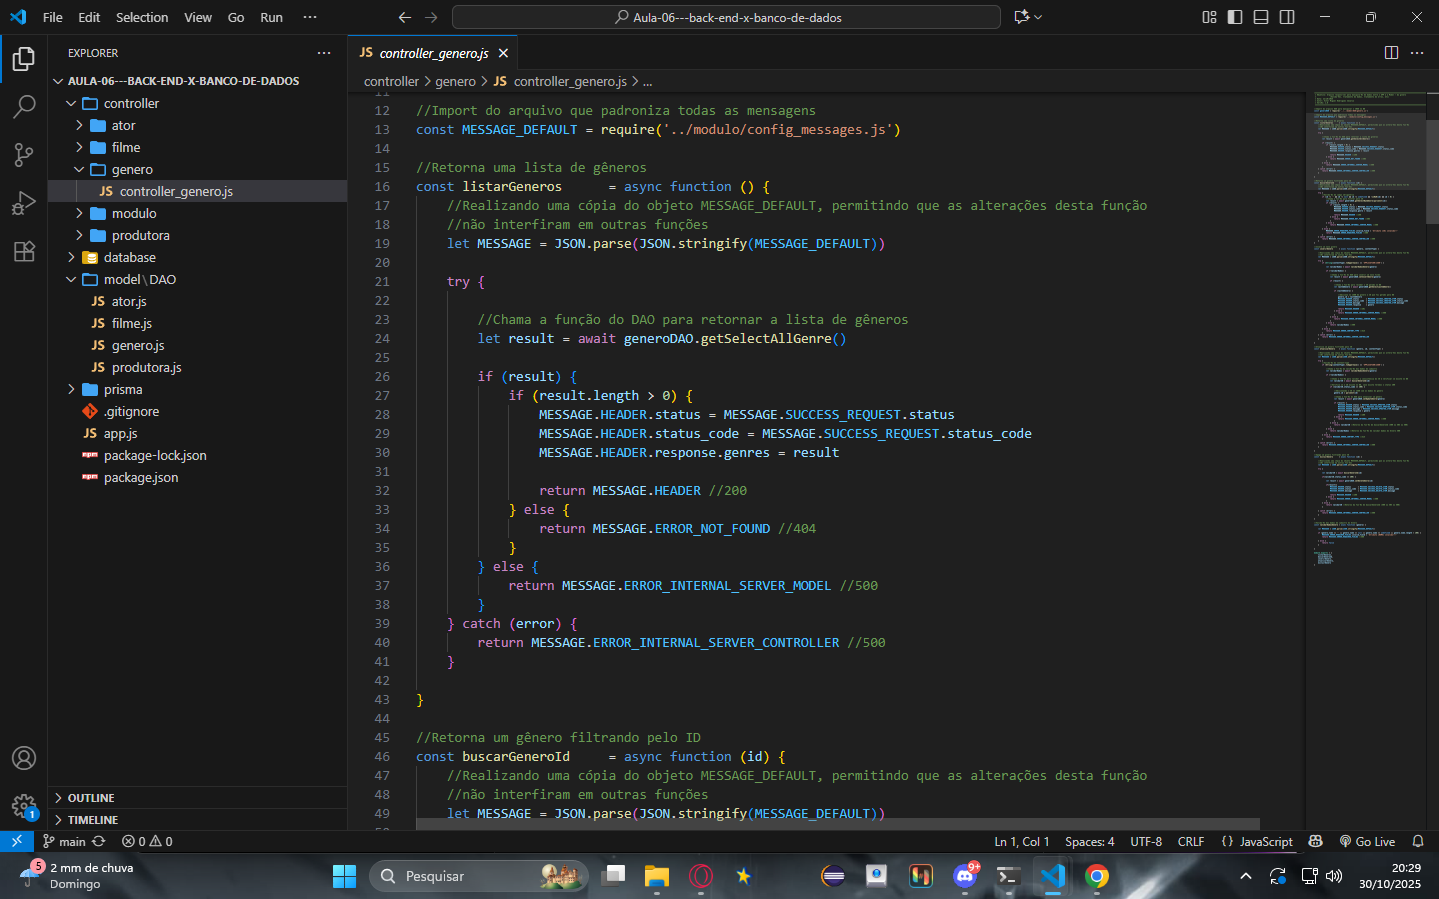 File Edit Selection View Go Run ··· Aula-06---back-end-x-banco-de-dados
EXPLORER
AULA-06---BACK-END-X-BANCO-DE-DADOS
controller
ator
filme
genero
JS controller_genero.js
modulo
produtora
database
model\DAO
JS ator.js
JS filme.js
JS genero.js
JS produtora.js
prisma
.gitignore
JS app.js
npm package-lock.json
npm package.json
OUTLINE
TIMELINE
JS controller_genero.js
controller > genero > JS controller_genero.js > ...
11
12 //Import do arquivo que padroniza todas as mensagens
13 const MESSAGE_DEFAULT = require('../modulo/config_messages.js')
14
15 //Retorna uma lista de gêneros
16 const listarGeneros = async function () {
17 //Realizando uma cópia do objeto MESSAGE_DEFAULT, permitindo que as alterações desta função
18 //não interfiram em outras funções
19 let MESSAGE = JSON.parse(JSON.stringify(MESSAGE_DEFAULT))
20
21 try {
22
23 //Chama a função do DAO para retornar a lista de gêneros
24 let result = await generoDAO.getSelectAllGenre()
25
26 if (result) {
27 if (result.length > 0) {
28 MESSAGE.HEADER.status = MESSAGE.SUCCESS_REQUEST.status
29 MESSAGE.HEADER.status_code = MESSAGE.SUCCESS_REQUEST.status_code
30 MESSAGE.HEADER.response.genres = result
31
32 return MESSAGE.HEADER //200
33 } else {
34 return MESSAGE.ERROR_NOT_FOUND //404
35 }
36 } else {
37 return MESSAGE.ERROR_INTERNAL_SERVER_MODEL //500
38 }
39 } catch (error) {
40 return MESSAGE.ERROR_INTERNAL_SERVER_CONTROLLER //500
41 }
42
43 }
44
45 //Retorna um gênero filtrando pelo ID
46 const buscarGeneroId = async function (id) {
47 //Realizando uma cópia do objeto MESSAGE_DEFAULT, permitindo que as alterações desta função
48 //não interfiram em outras funções
49 let MESSAGE = JSON.parse(JSON.stringify(MESSAGE_DEFAULT))
1
main 0 0 Ln 1, Col 1 Spaces: 4 UTF-8 CRLF {} JavaScript Go Live
5 2 mm de chuva
Domingo
Pesquisar
9+
20:29
30/10/2025